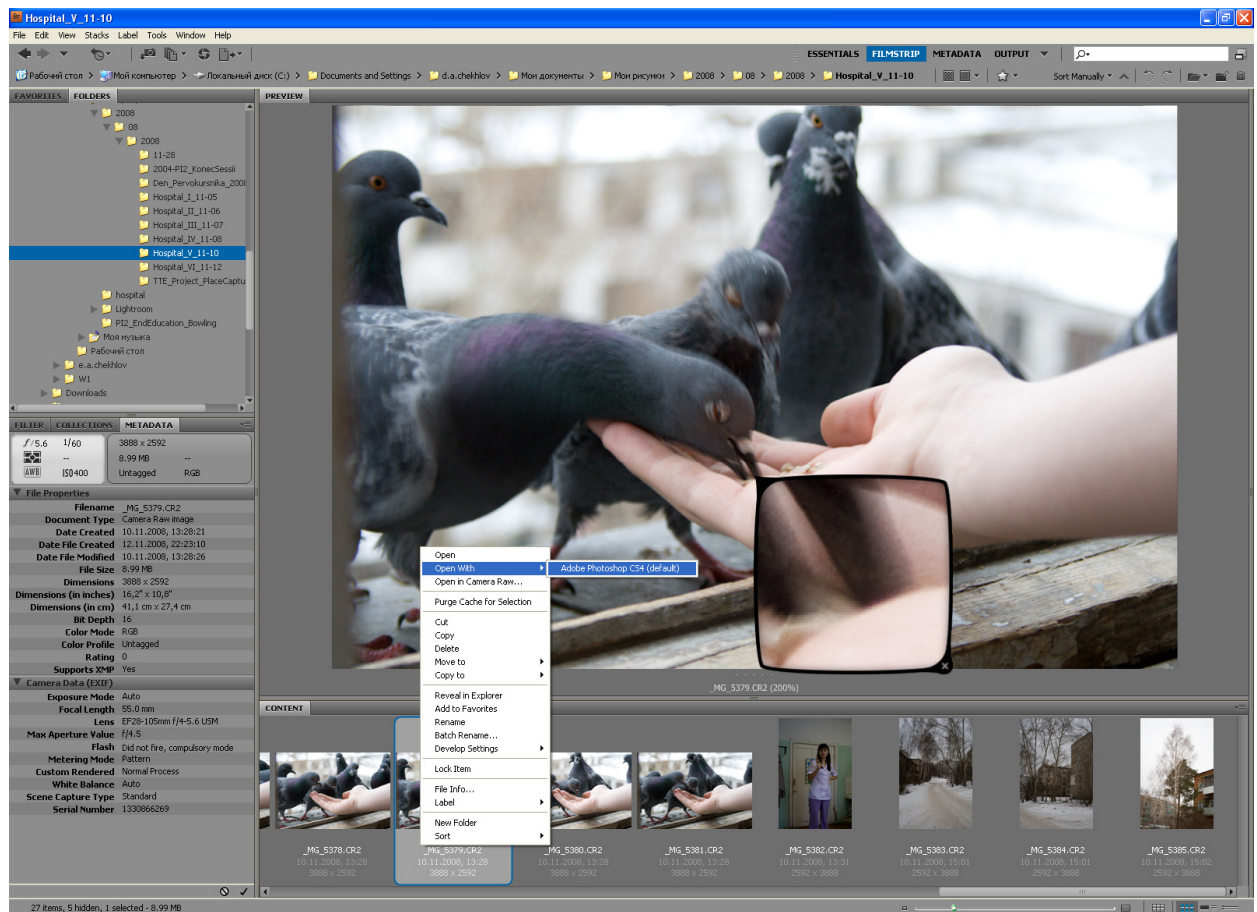 Hospital_V_11-10
File Edit View Stacks Label Tools Window Help
ESSENTIALS FILMSTRIP METADATA OUTPUT
Рабочий стол > Мой компьютер > Локальный диск (C:) > Documents and Settings > d.a.chekhlov > Мои документы > Мои рисунки > 2008 > 08 > 2008 > Hospital_V_11-10 Sort Manually
FAVORITES FOLDERS
2008
08
2008
11-28
2004-PI2_KonecSessii
Den_Pervokursnika_200
Hospital_I_11-05
Hospital_II_11-06
Hospital_III_11-07
Hospital_IV_11-08
Hospital_V_11-10
Hospital_VI_11-12
TTE_Project_PlaceCaptu
hospital
Lightroom
PI2_EndEducation_Bowling
Моя музыка
Рабочий стол
e.a.chekhlov
W1
Downloads
FILTER COLLECTIONS METADATA
f/5.6 1/60 3888 x 2592
-- 8.99 MB --
AWB ISO400 Untagged RGB
File Properties
Filename _MG_5379.CR2
Document Type Camera Raw image
Date Created 10.11.2008, 13:28:21
Date File Created 12.11.2008, 22:23:10
Date File Modified 10.11.2008, 13:28:26
File Size 8.99 MB
Dimensions 3888 x 2592
Dimensions (in inches) 16,2" x 10,8"
Dimensions (in cm) 41,1 cm x 27,4 cm
Bit Depth 16
Color Mode RGB
Color Profile Untagged
Rating 0
Supports XMP Yes
Camera Data (EXIF)
Exposure Mode Auto
Focal Length 55.0 mm
Lens EF28-105mm f/4-5.6 USM
Max Aperture Value f/4.5
Flash Did not fire, compulsory mode
Metering Mode Pattern
Custom Rendered Normal Process
White Balance Auto
Scene Capture Type Standard
Serial Number 1330866269
27 items, 5 hidden, 1 selected - 8.99 MB
PREVIEW
_MG_5379.CR2 (200%)
Open
Open With
Adobe Photoshop CS4 (default)
Open in Camera Raw...
Purge Cache for Selection
Cut
Copy
Delete
Move to
Copy to
Reveal in Explorer
Add to Favorites
Rename
Batch Rename...
Develop Settings
Lock Item
File Info...
Label
New Folder
Sort
CONTENT
_MG_5378.CR2
10.11.2008, 13:28
3888 x 2592
_MG_5379.CR2
10.11.2008, 13:28
3888 x 2592
_MG_5380.CR2
10.11.2008, 13:28
3888 x 2592
_MG_5381.CR2
10.11.2008, 13:28
3888 x 2592
_MG_5382.CR2
10.11.2008, 13:31
2592 x 3888
_MG_5383.CR2
10.11.2008, 15:01
2592 x 3888
_MG_5384.CR2
10.11.2008, 15:01
2592 x 3888
_MG_5385.CR2
10.11.2008, 15:02
2592 x 3888